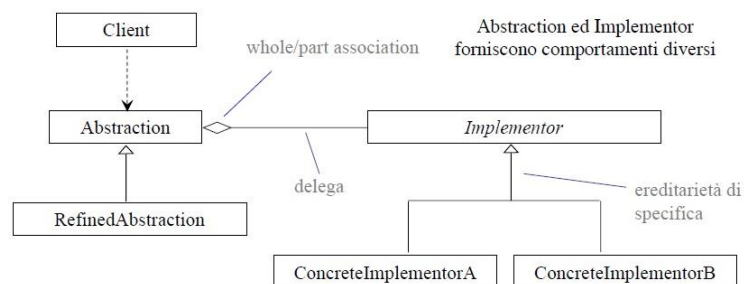 Client
whole/part association
Abstraction ed Implementor
forniscono comportamenti diversi
Abstraction
Implementor
delega
ereditarietà di
specifica
RefinedAbstraction
ConcreteImplementorA
ConcreteImplementorB